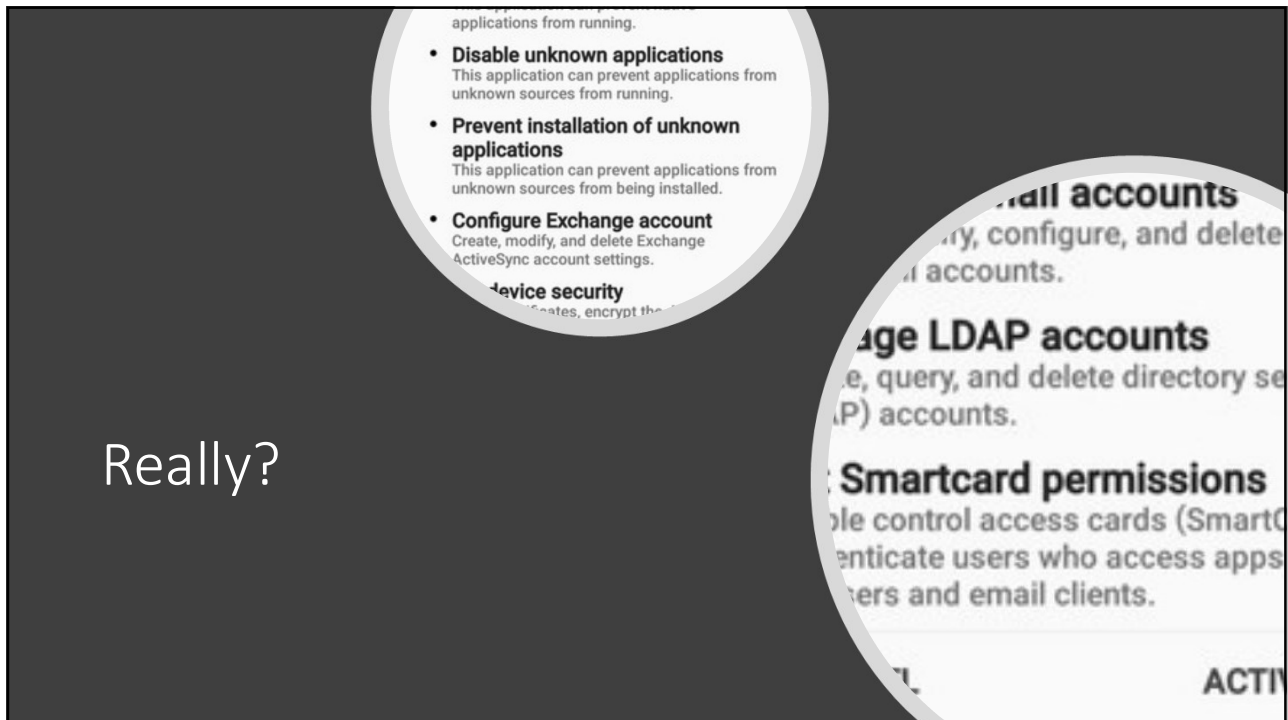 applications from running.
• Disable unknown applications
This application can prevent applications from
unknown sources from running.
• Prevent installation of unknown
applications
This application can prevent applications from
unknown sources from being installed.
• Configure Exchange account
Create, modify, and delete Exchange
ActiveSync account settings.
device security
encrypt the
accounts
configure, and delete
accounts.
LDAP accounts
query, and delete directory
accounts.
Smartcard permissions
control access cards
users who access apps
and email clients.
Really?